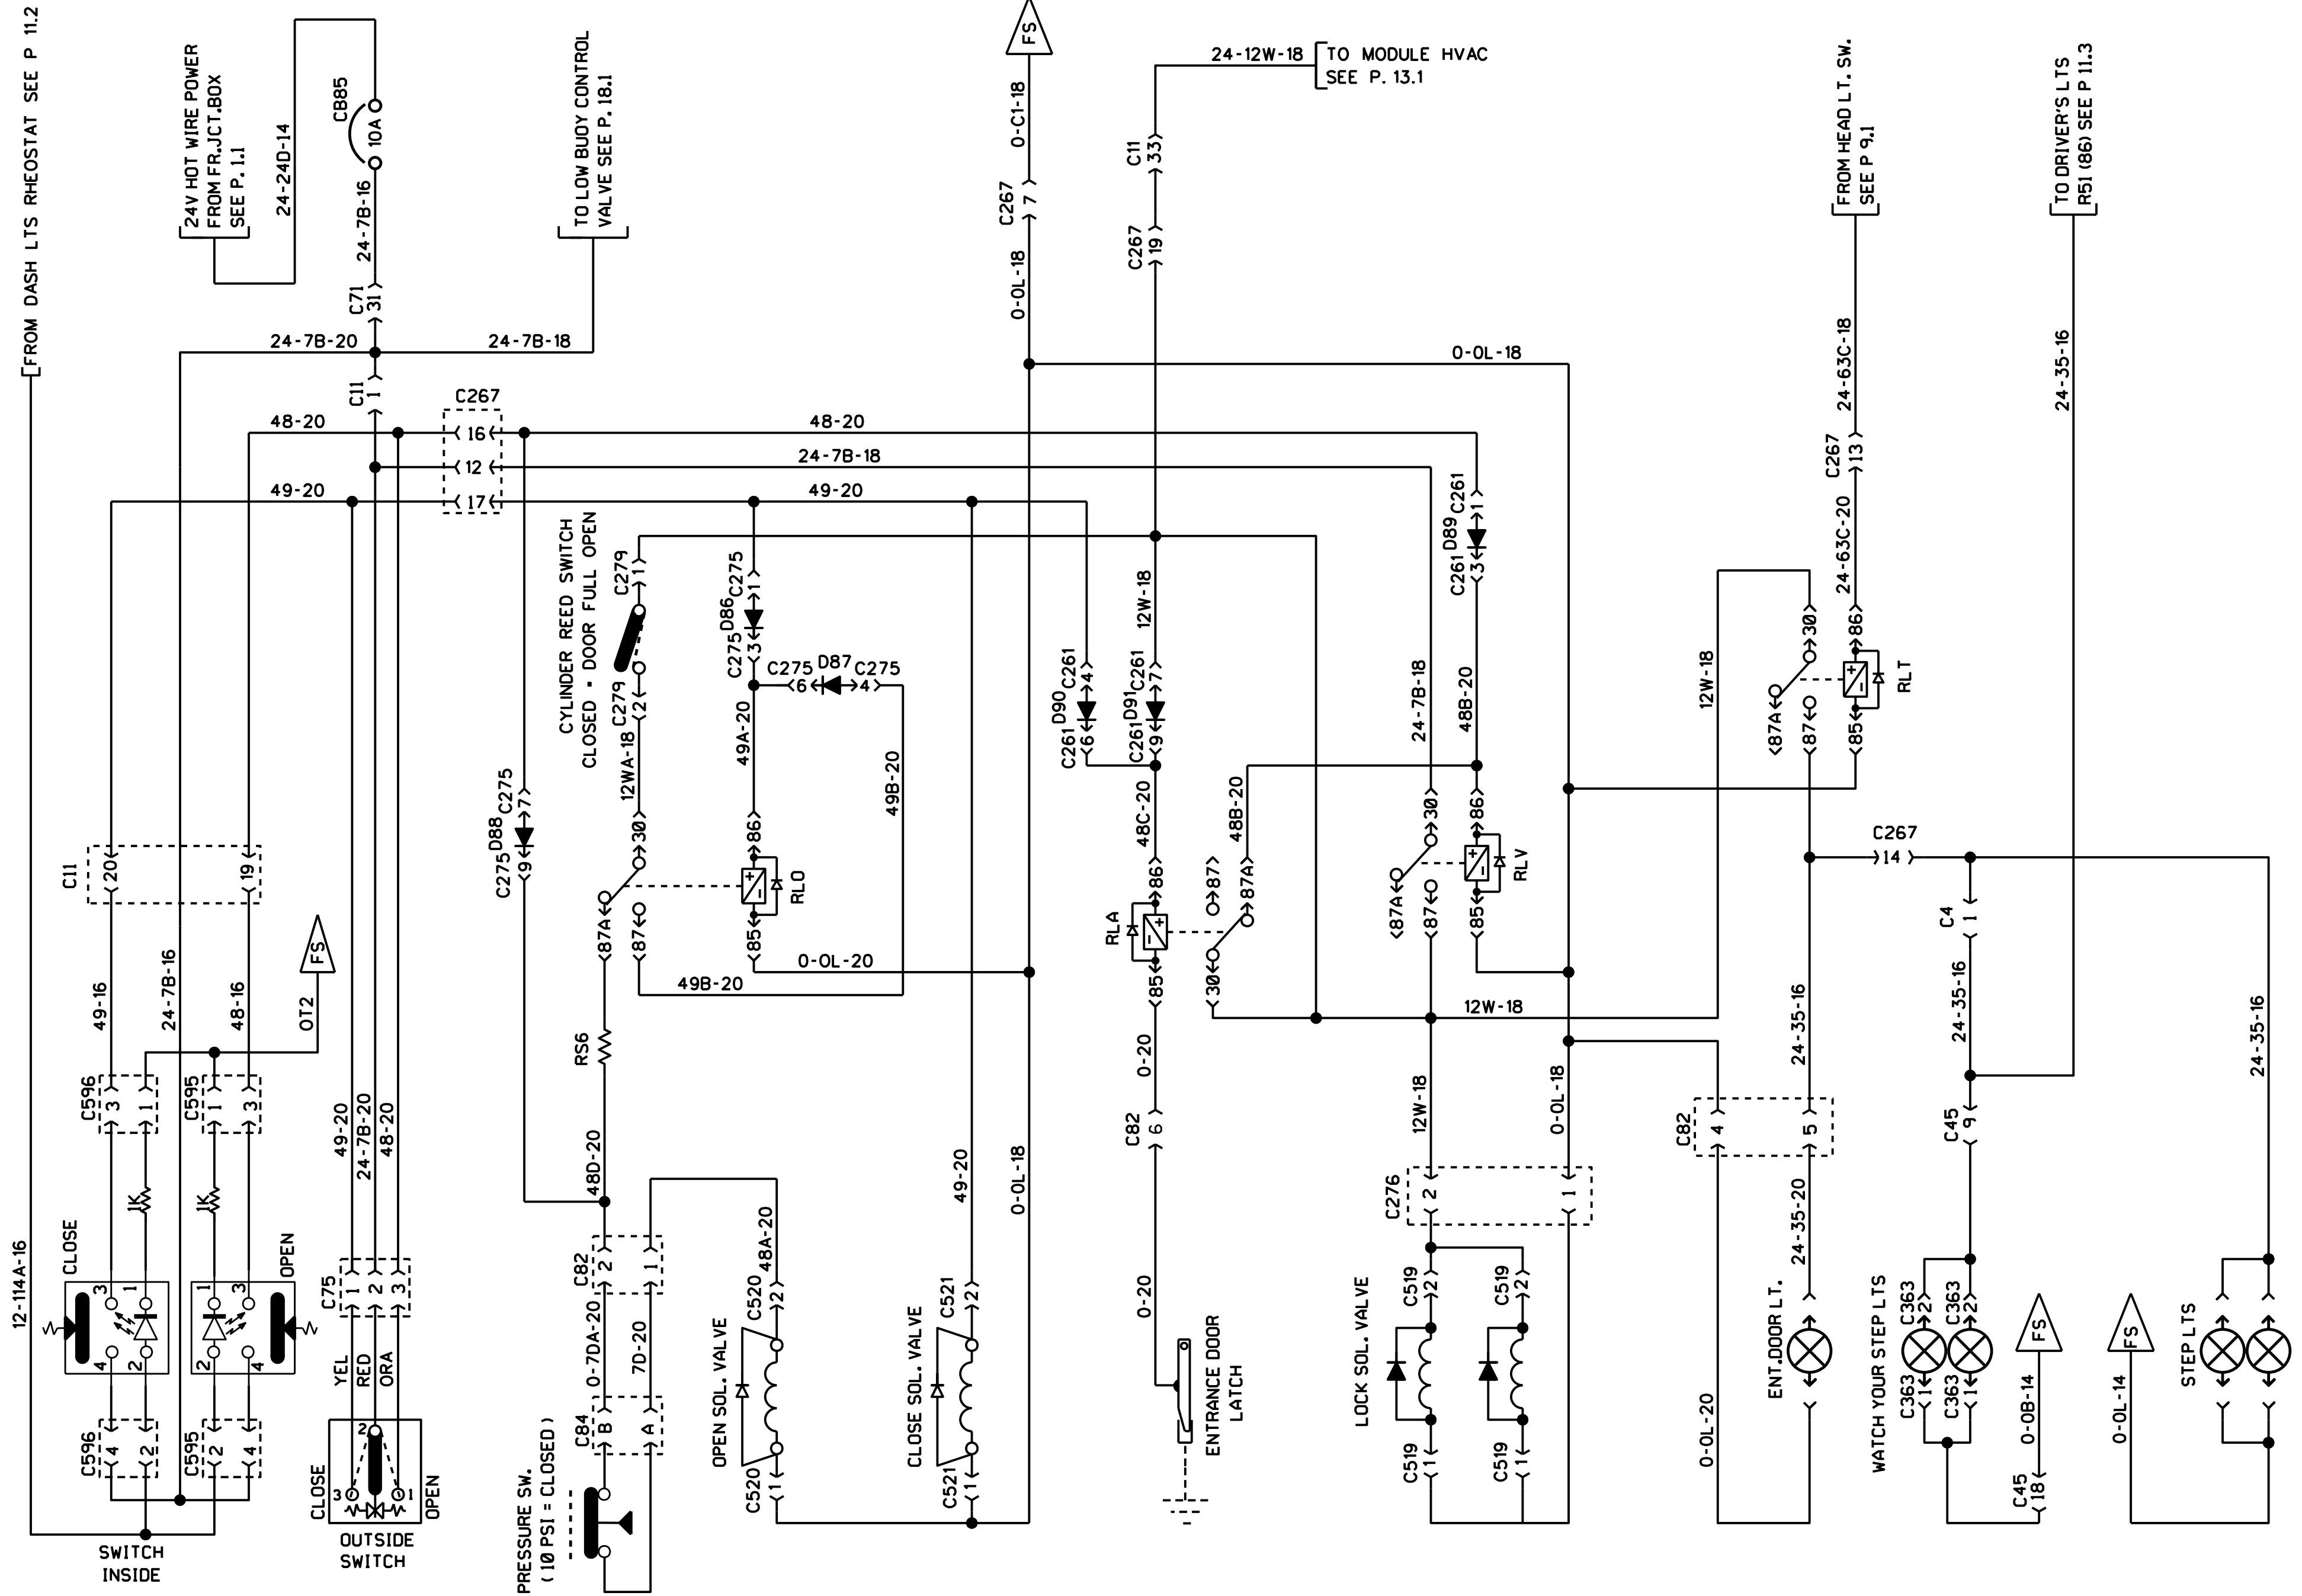 FROM DASH LTS RHEOSTAT SEE P 11.2
12-114A-16
24V HOT WIRE POWER
FROM FR.JCT.BOX
SEE P. 1.1
24-24D-14
CB85
10A
24-7B-16
C71
31
24-7B-20
24-7B-18
TO LOW BUOY CONTROL
VALVE SEE P. 18.1
C11
1
FS
0-C1-18
C267
7
0-0L-18
24-12W-18
TO MODULE HVAC
SEE P. 13.1
C11
33
C267
19
0-0L-18
FROM HEAD LT. SW.
SEE P 9.1
24-63C-18
C267
13
24-63C-20
TO DRIVER'S LTS
R51 (86) SEE P 11.3
24-35-16
C267
48-20
16
48-20
12
24-7B-18
49-20
17
49-20
CYLINDER REED SWITCH
CLOSED = DOOR FULL OPEN
C279
1
C279
2
12WA-18
30
87A
87
C275
1
D86
C275
3
C275
6
D87
C275
4
49A-20
49B-20
86
85
RLO
0-0L-20
49B-20
C275
7
D88
C275
9
RS6
48D-20
12W-18
C261
4
D90
C261
6
C261
7
D91
C261
9
48C-20
48B-20
86
87
87A
RLA
85
30
0-20
C82
6
0-20
ENTRANCE DOOR
LATCH
C261
1
D89
C261
3
24-7B-18
48B-20
30
86
87A
87
85
RLV
12W-18
12W-18
0-0L-18
C276
2
1
LOCK SOL. VALVE
C519
2
C519
2
C519
1
C519
1
12W-18
30
86
87A
87
85
RLT
C267
14
C4
1
24-35-16
24-35-16
24-35-16
C82
4
5
24-35-20
0-0L-20
ENT.DOOR LT.
C45
9
WATCH YOUR STEP LTS
C363
2
C363
2
C363
1
C363
1
FS
0-0B-14
C45
18
FS
0-0L-14
STEP LTS
C11
20
19
49-16
24-7B-16
48-16
OT2
FS
C596
3
1
C595
1
3
1K
1K
CLOSE
3
1
4
2
OPEN
1
3
2
4
C596
4
2
C595
2
4
SWITCH
INSIDE
49-20
24-7B-20
48-20
C75
1
2
3
YEL
RED
ORA
CLOSE
2
3
1
OPEN
OUTSIDE
SWITCH
C82
2
1
0-7DA-20
7D-20
C84
B
A
PRESSURE SW.
( 10 PSI = CLOSED )
48A-20
OPEN SOL. VALVE
C520
2
C520
1
49-20
0-0L-18
CLOSE SOL. VALVE
C521
2
C521
1